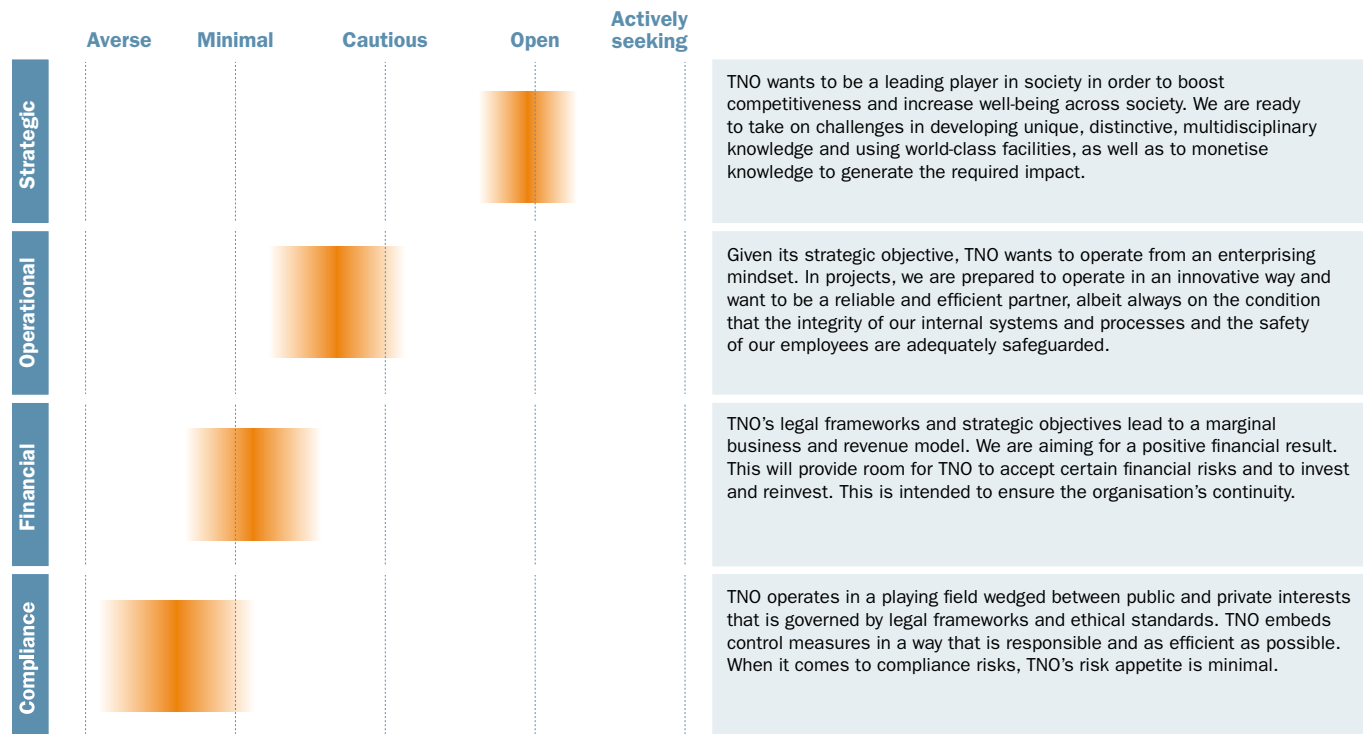 Averse
Minimal
Cautious
Open
Actively
seeking
Strategic
TNO wants to be a leading player in society in order to boost
competitiveness and increase well-being across society. We are ready
to take on challenges in developing unique, distinctive, multidisciplinary
knowledge and using world-class facilities, as well as to monetise
knowledge to generate the required impact.
Operational
Given its strategic objective, TNO wants to operate from an enterprising
mindset. In projects, we are prepared to operate in an innovative way and
want to be a reliable and efficient partner, albeit always on the condition
that the integrity of our internal systems and processes and the safety
of our employees are adequately safeguarded.
Financial
TNO’s legal frameworks and strategic objectives lead to a marginal
business and revenue model. We are aiming for a positive financial result.
This will provide room for TNO to accept certain financial risks and to invest
and reinvest. This is intended to ensure the organisation’s continuity.
Compliance
TNO operates in a playing field wedged between public and private interests
that is governed by legal frameworks and ethical standards. TNO embeds
control measures in a way that is responsible and as efficient as possible.
When it comes to compliance risks, TNO’s risk appetite is minimal.